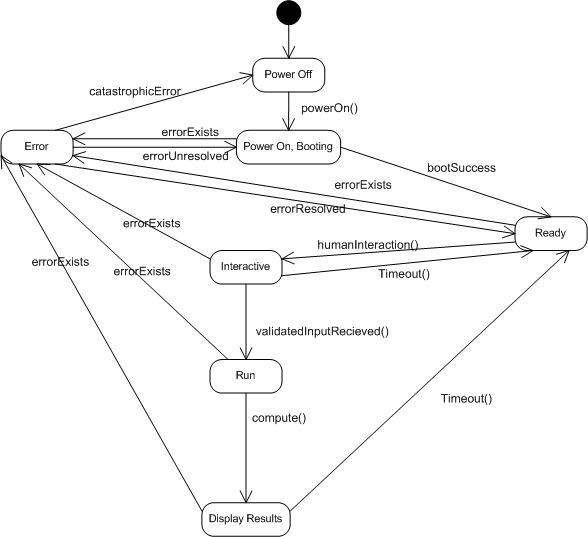 Power Off
catastrophicError
powerOn()
errorExists
Error
Power On, Booting
errorUnresolved
bootSuccess
errorExists
errorResolved
errorExists
Ready
humanInteraction()
errorExists
errorExists
Interactive
Timeout()
validatedInputRecieved()
Run
Timeout()
compute()
Display Results